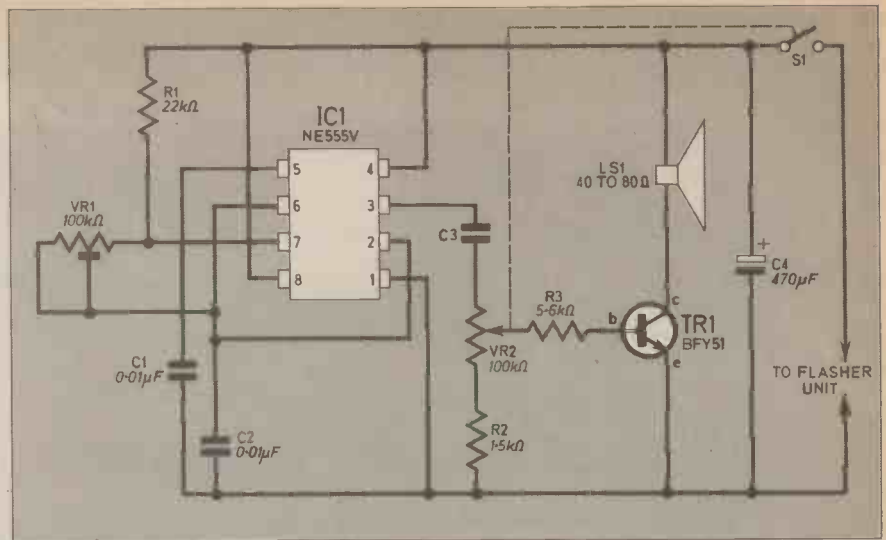 S1
R1
22kΩ
IC1
NE555V
5
4
6
3
7
2
8
1
VR1
100kΩ
LS1
40 TO 80Ω
C3
+
C4
470µF
R3
5·6kΩ
b
c
e
TR1
BFY51
VR2
100kΩ
C1
0·01µF
TO FLASHER
UNIT
C2
0·01µF
R2
1·5kΩ